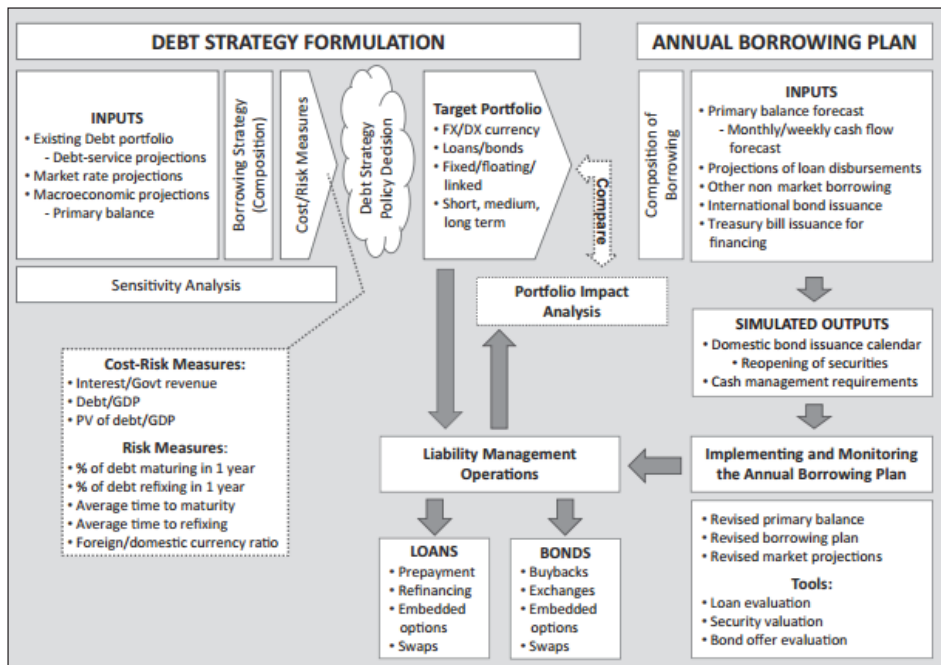 DEBT STRATEGY FORMULATION
ANNUAL BORROWING PLAN
INPUTS
• Existing Debt portfolio
- Debt-service projections
• Market rate projections
• Macroeconomic projections
- Primary balance
Borrowing Strategy
(Composition)
Cost/Risk Measures
Debt Strategy
Policy Decision
Target Portfolio
• FX/DX currency
• Loans/bonds
• Fixed/floating/
linked
• Short, medium,
long term
Compare
Composition of
Borrowing
INPUTS
• Primary balance forecast
- Monthly/weekly cash flow
forecast
• Projections of loan disbursements
• Other non market borrowing
• International bond issuance
• Treasury bill issuance for
financing
Sensitivity Analysis
Portfolio Impact
Analysis
SIMULATED OUTPUTS
• Domestic bond issuance calendar
• Reopening of securities
• Cash management requirements
Cost-Risk Measures:
• Interest/Govt revenue
• Debt/GDP
• PV of debt/GDP
Risk Measures:
• % of debt maturing in 1 year
• % of debt refixing in 1 year
• Average time to maturity
• Average time to refixing
• Foreign/domestic currency ratio
Liability Management
Operations
Implementing and Monitoring
the Annual Borrowing Plan
LOANS
• Prepayment
• Refinancing
• Embedded
options
• Swaps
BONDS
• Buybacks
• Exchanges
• Embedded
options
• Swaps
• Revised primary balance
• Revised borrowing plan
• Revised market projections
Tools:
• Loan evaluation
• Security valuation
• Bond offer evaluation